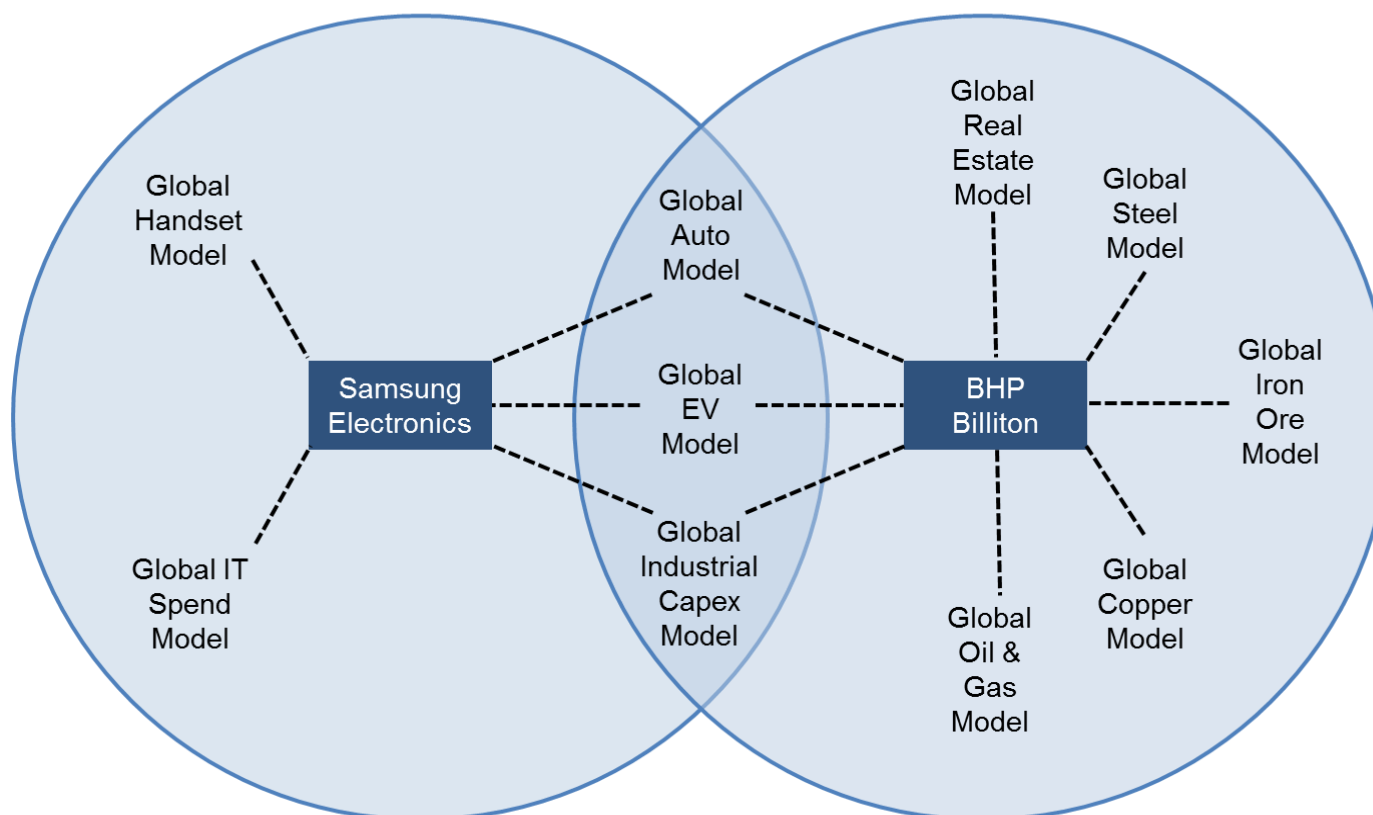 Global
Handset
Model
Global IT
Spend
Model
Samsung
Electronics
Global
Auto
Model
Global
EV
Model
Global
Industrial
Capex
Model
BHP
Billiton
Global
Real
Estate
Model
Global
Steel
Model
Global
Iron
Ore
Model
Global
Copper
Model
Global
Oil &
Gas
Model